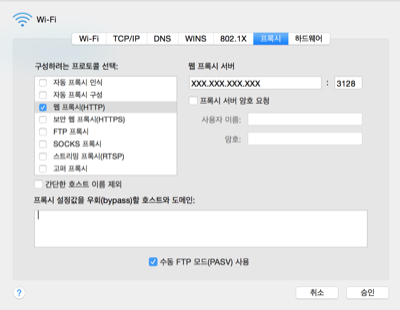 Wi-Fi
Wi-Fi TCP/IP DNS WINS 802.1X 프록시 하드웨어
구성하려는 프로토콜 선택:
자동 프록시 인식
자동 프록시 구성
웹 프록시(HTTP)
보안 웹 프록시(HTTPS)
FTP 프록시
SOCKS 프록시
스트리밍 프록시(RTSP)
고퍼 프록시
간단한 호스트 이름 제외
웹 프록시 서버
XXX.XXX.XXX.XXX : 3128
프록시 서버 암호 요청
사용자 이름:
암호:
프록시 설정값을 우회(bypass)할 호스트와 도메인:
수동 FTP 모드(PASV) 사용
? 취소 승인